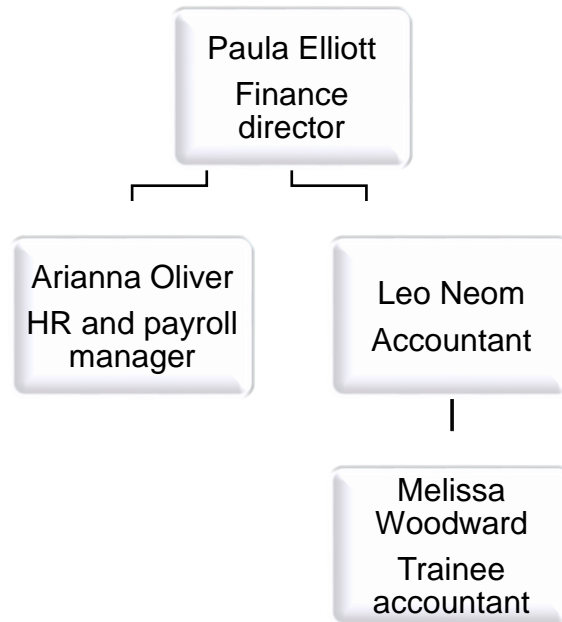 Paula Elliott
Finance
director
Arianna Oliver
HR and payroll
manager
Leo Neom
Accountant
Melissa
Woodward
Trainee
accountant